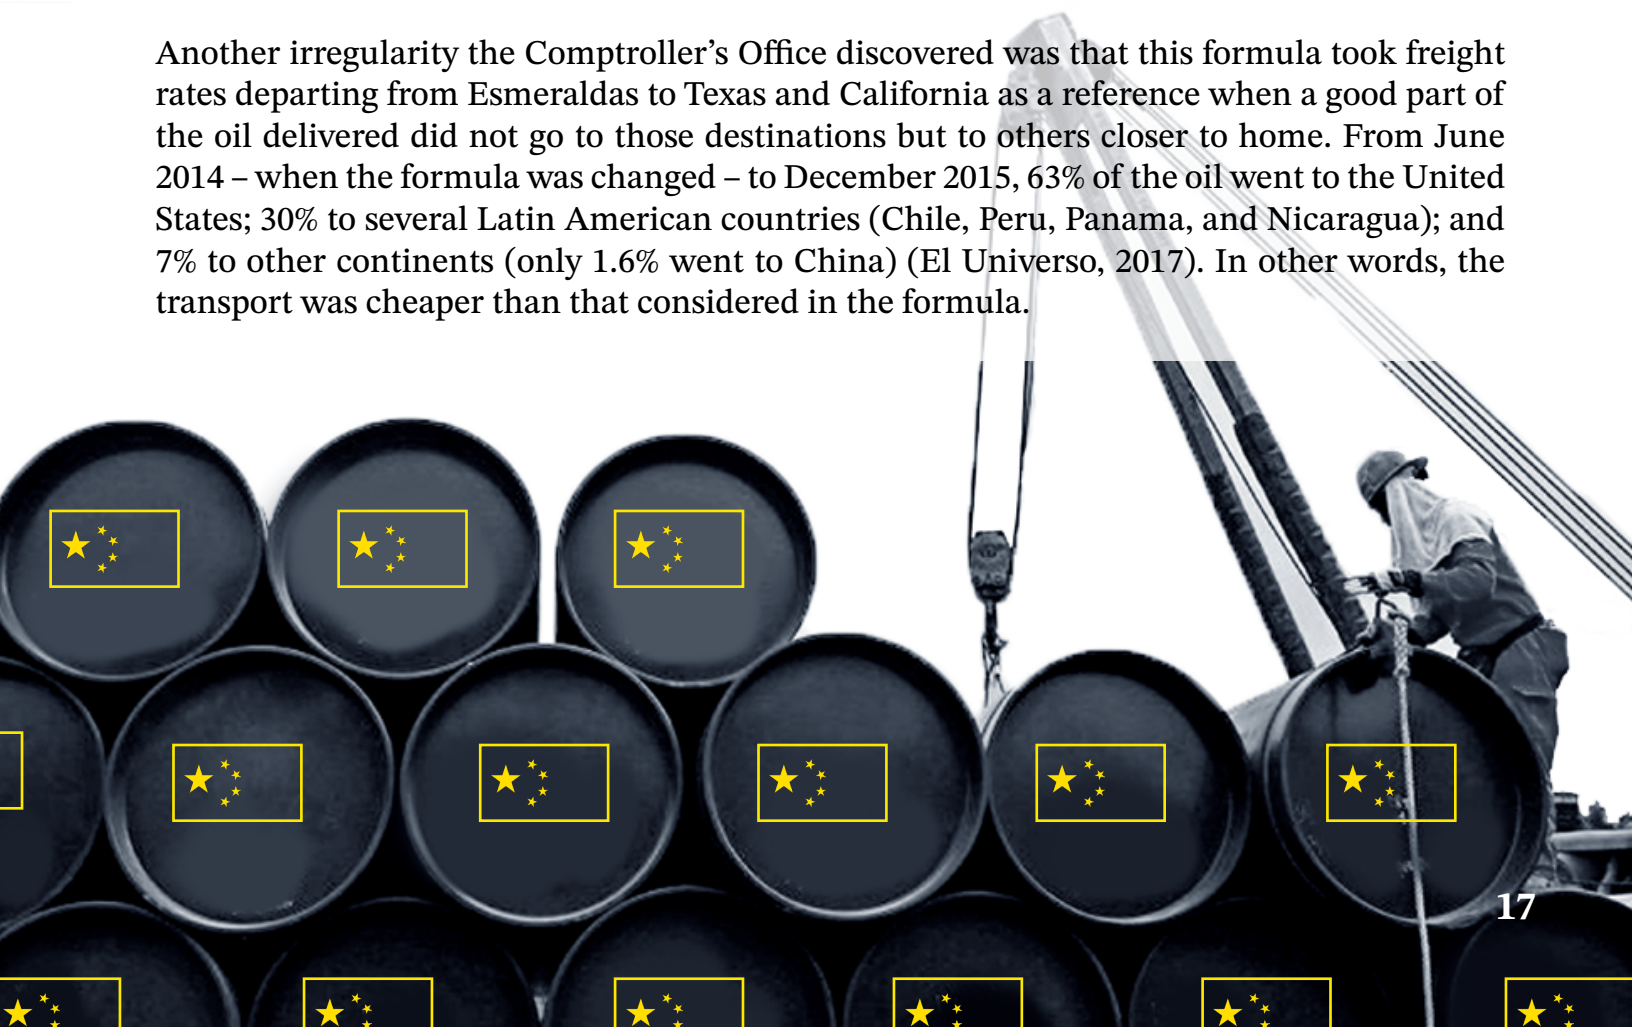 Another irregularity the Comptroller’s Office discovered was that this formula took freight
rates departing from Esmeraldas to Texas and California as a reference when a good part of
the oil delivered did not go to those destinations but to others closer to home. From June
2014 – when the formula was changed – to December 2015, 63% of the oil went to the United
States; 30% to several Latin American countries (Chile, Peru, Panama, and Nicaragua); and
7% to other continents (only 1.6% went to China) (El Universo, 2017). In other words, the
transport was cheaper than that considered in the formula.
17